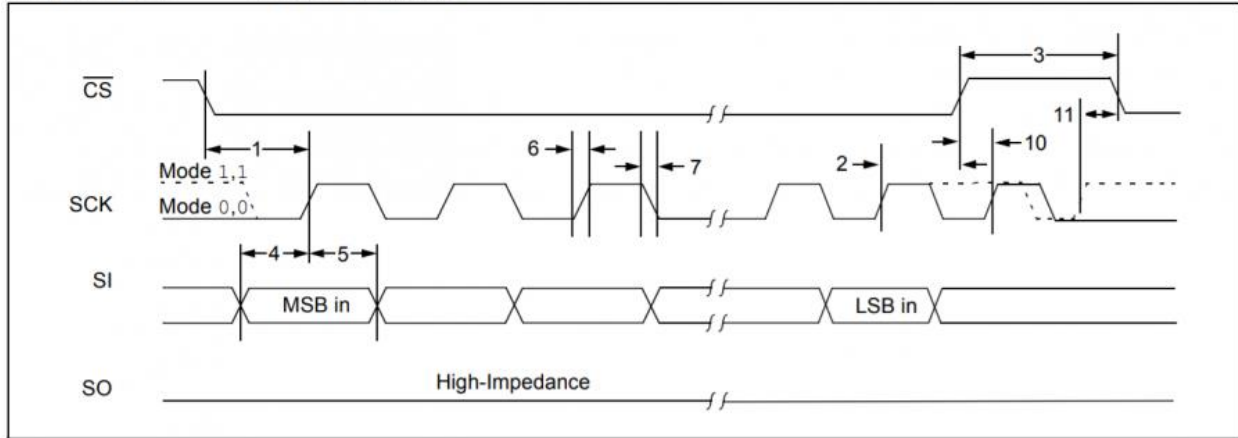 3
CS
11
1
6
7
2
10
Mode 1,1
SCK
Mode 0,0
4
5
SI
MSB in
LSB in
High-Impedance
SO